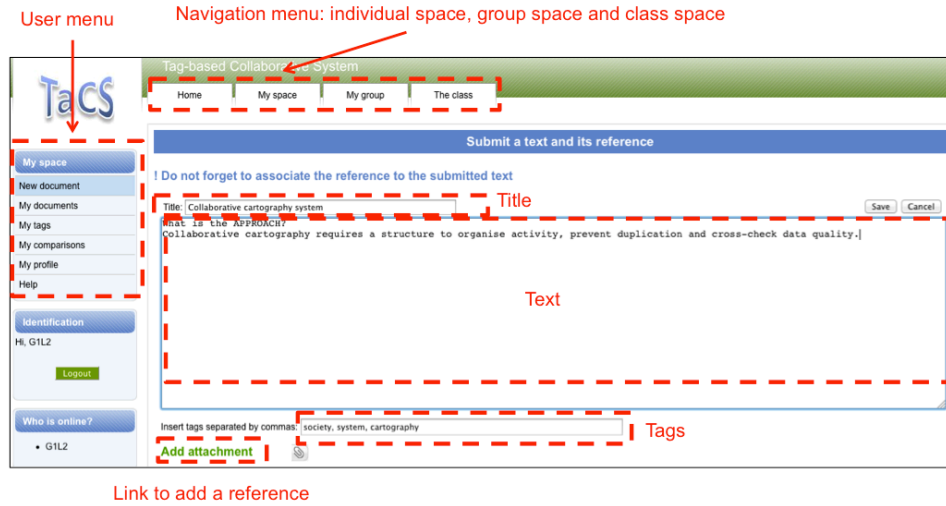 User menu
Navigation menu: individual space, group space and class space
TaCS
Tag-based Collaborative System
Home My space My group The class
Submit a text and its reference
My space
New document
My documents
My tags
My comparisons
My profile
Help
! Do not forget to associate the reference to the submitted text
Title: Collaborative cartography system Title Save Cancel
What is the APPROACH?
Collaborative cartography requires a structure to organise activity, prevent duplication and cross-check data quality.
Text
Identification
Hi, G1L2
Logout
Who is online?
• G1L2
Insert tags separated by commas: society, system, cartography Tags
Add attachment
Link to add a reference